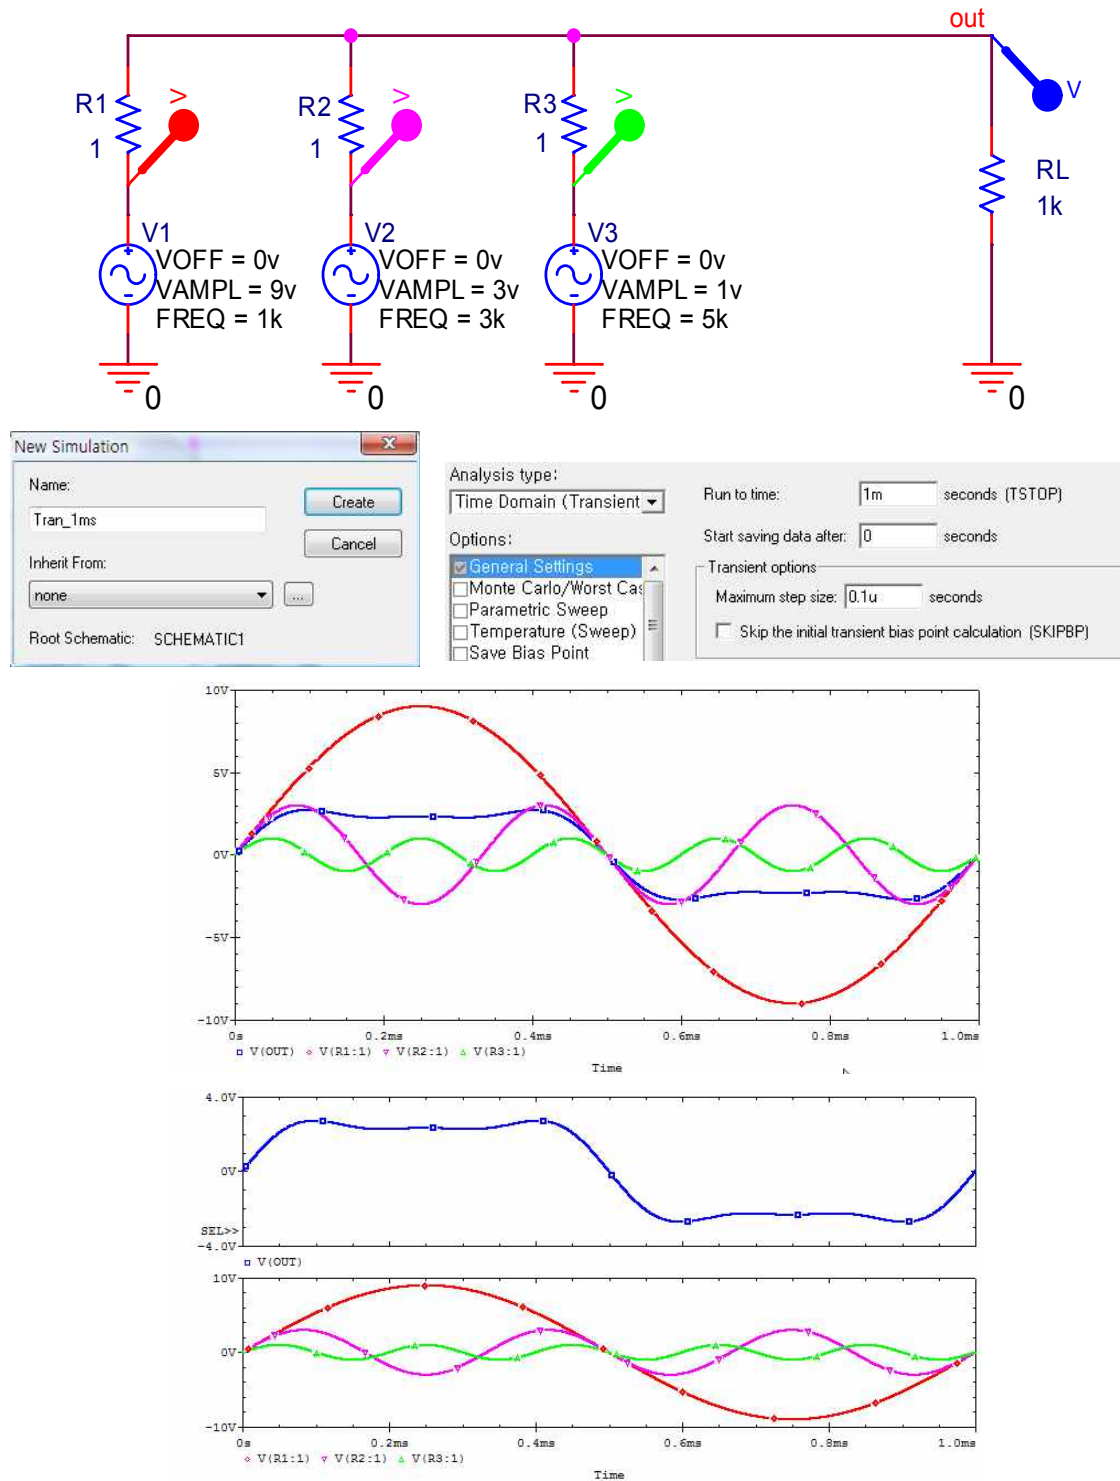 out
R1
1
V
R2
1
V
R3
1
V
V
RL
1k
V1
VOFF = 0v
VAMPL = 9v
FREQ = 1k
V2
VOFF = 0v
VAMPL = 3v
FREQ = 3k
V3
VOFF = 0v
VAMPL = 1v
FREQ = 5k
0
0
0
0
New Simulation
Name:
Create
Tran_1ms
Cancel
Inherit From:
none
...
Root Schematic: SCHEMATIC1
Analysis type:
Time Domain (Transient
Options:
General Settings
Monte Carlo/Worst Cas
Parametric Sweep
Temperature (Sweep)
Save Bias Point
Run to time: 1m seconds (TSTOP)
Start saving data after: 0 seconds
Transient options
Maximum step size: 0.1u seconds
Skip the initial transient bias point calculation (SKIPBP)
10V
5V
0V
-5V
-10V
0s 0.2ms 0.4ms 0.6ms 0.8ms 1.0ms
V(OUT) V(R1:1) V(R2:1) V(R3:1)
Time
4.0V
0V
SEL>>
-4.0V
V(OUT)
10V
0V
-10V
0s 0.2ms 0.4ms 0.6ms 0.8ms 1.0ms
V(R1:1) V(R2:1) V(R3:1)
Time